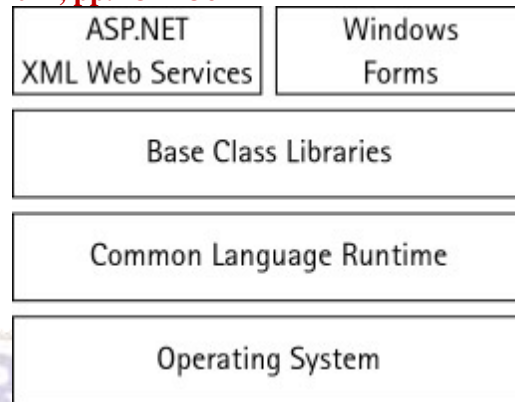 ASP.NET
XML Web Services
Windows
Forms
Base Class Libraries
Common Language Runtime
Operating System